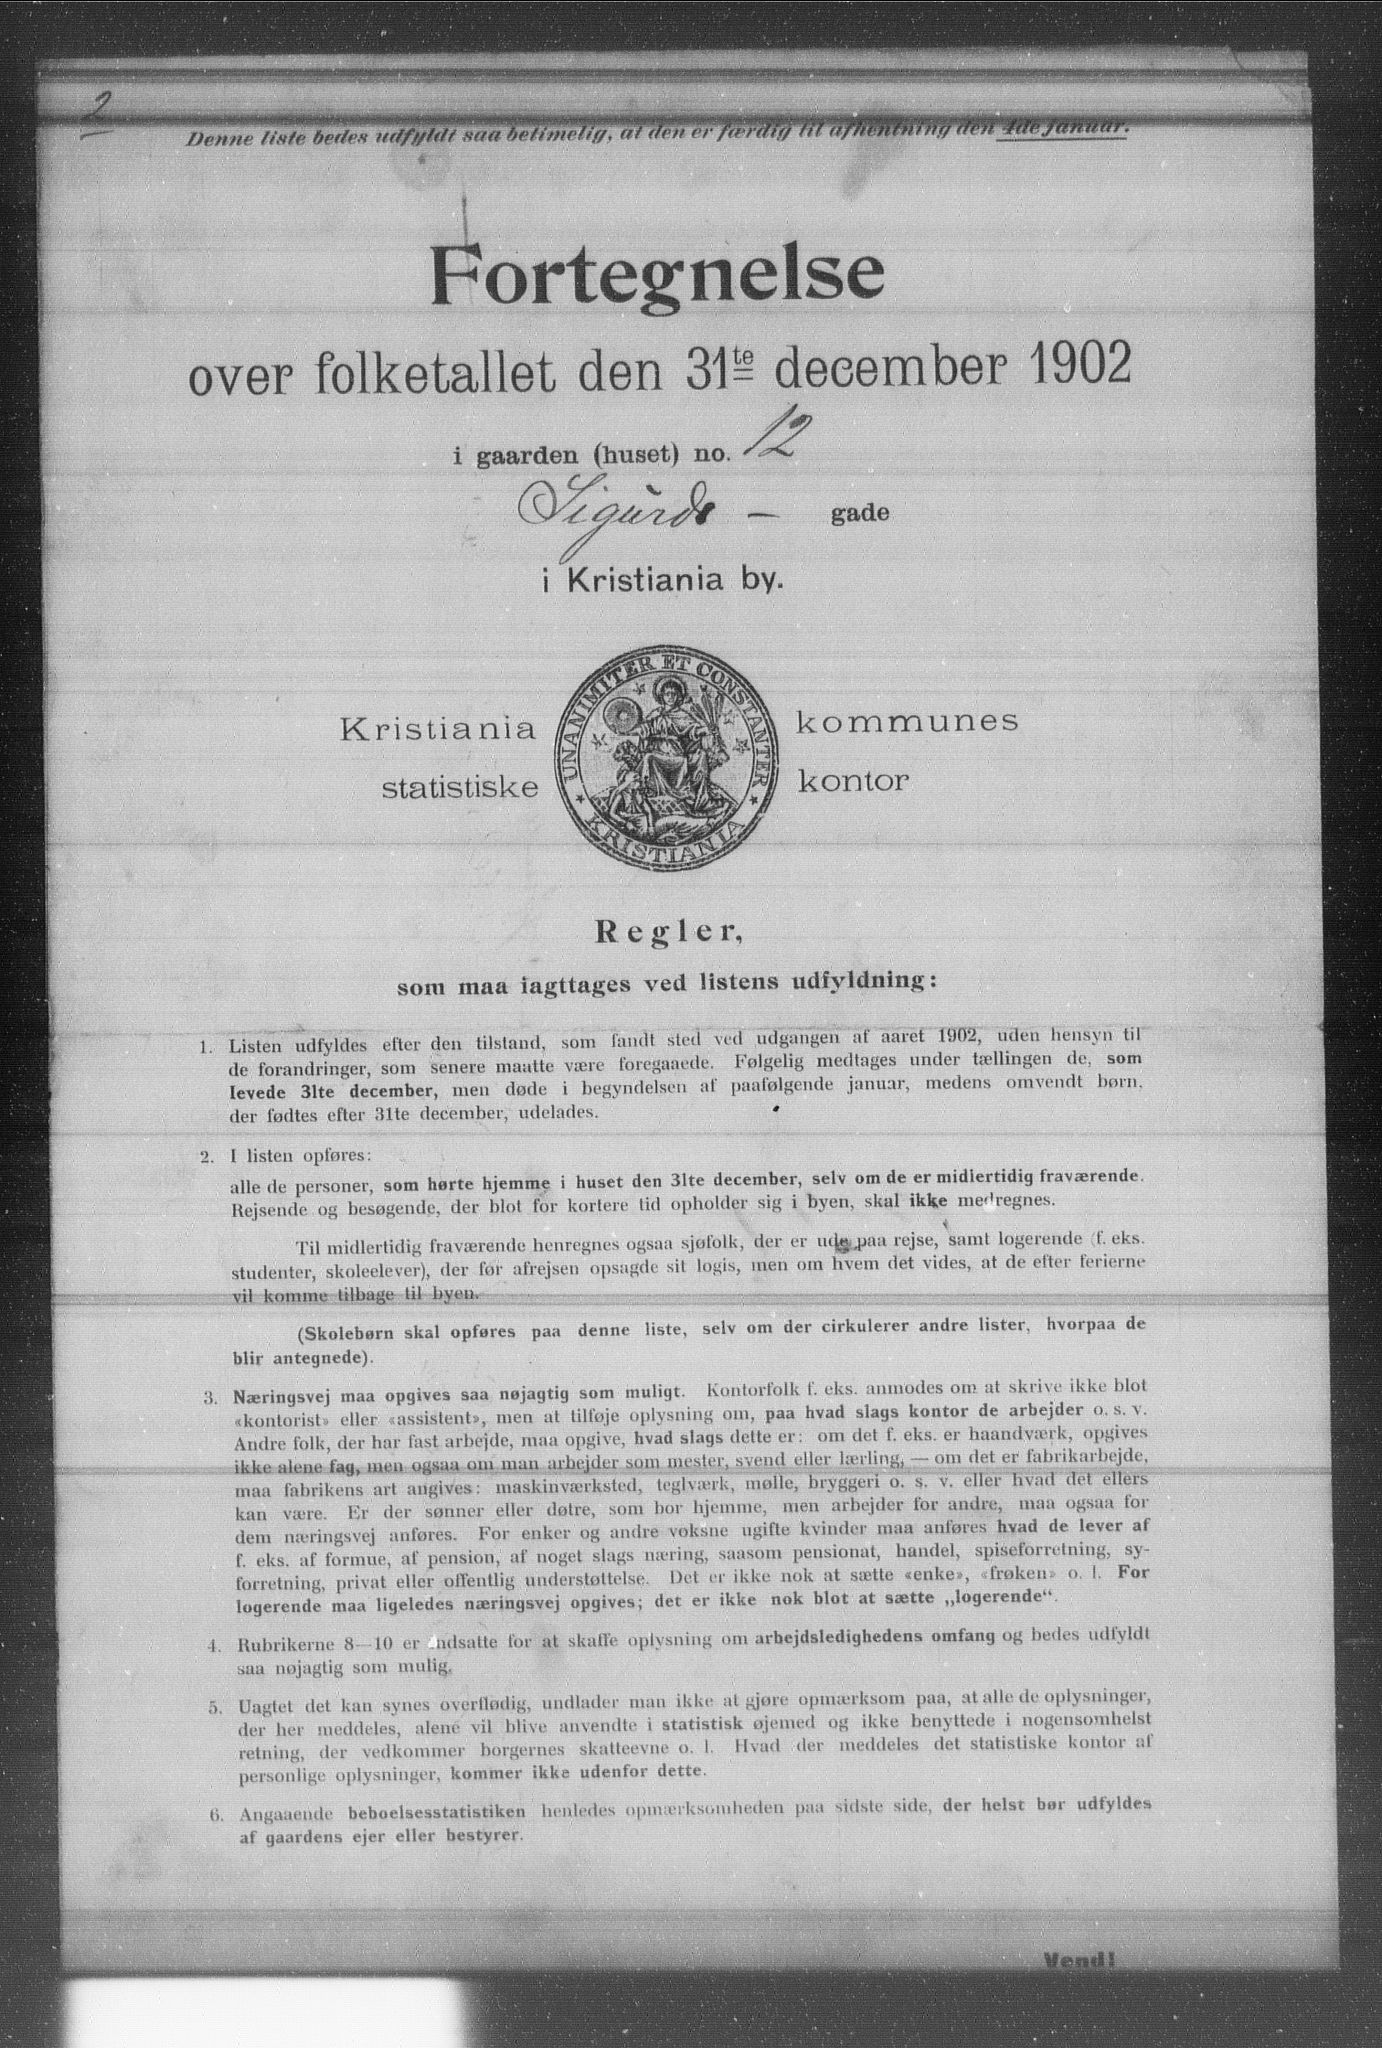 2
Denne liste bedes udfyldt saa betimelig, at den er færdig til afhentning den 4de januar.
Fortegnelse
over folketallet den 31te december 1902
i gaarden (huset) no. 12
Sigurds — gade
i Kristiania by.
Kristiania kommunes
statistiske kontor
UNANIMITER ET CONSTANTER
KRISTIANIA
Regler,
som maa iagttages ved listens udfyldning:
1. Listen udfyldes efter den tilstand, som fandt sted ved udgangen af aaret 1902, uden hensyn til
de forandringer, som senere maatte være foregaaede. Følgelig medtages under tællingen de, som
levede 31te december, men døde i begyndelsen af paafølgende januar, medens omvendt børn,
der fødtes efter 31te december, udelades.
2. I listen opføres:
alle de personer, som hørte hjemme i huset den 31te december, selv om de er midlertidig fraværende.
Rejsende og besøgende, der blot for kortere tid opholder sig i byen, skal ikke medregnes.
Til midlertidig fraværende henregnes ogsaa sjøfolk, der er ude paa rejse, samt logerende (f. eks.
studenter, skoleelever), der før afrejsen opsagde sit logis, men om hvem det vides, at de efter ferierne
vil komme tilbage til byen.
(Skolebørn skal opføres paa denne liste, selv om der cirkulerer andre lister, hvorpaa de
blir antegnede).
3. Næringsvej maa opgives saa nøjagtig som muligt. Kontorfolk f. eks. anmodes om at skrive ikke blot
«kontorist» eller «assistent», men at tilføje oplysning om, paa hvad slags kontor de arbejder o. s. v.
Andre folk, der har fast arbejde, maa opgive, hvad slags dette er: om det f. eks. er haandværk, opgives
ikke alene fag, men ogsaa om man arbejder som mester, svend eller lærling, — om det er fabrikarbejde,
maa fabrikens art angives: maskinværksted, teglværk, mølle, bryggeri o. s. v. eller hvad det ellers
kan være. Er der sønner eller døtre, som bor hjemme, men arbejder for andre, maa ogsaa for
dem næringsvej anføres. For enker og andre voksne ugifte kvinder maa anføres hvad de lever af
f. eks. af formue, af pension, af noget slags næring, saasom pensionat, handel, spiseforretning, sy-
forretning, privat eller offentlig understøttelse. Det er ikke nok at sætte «enke», «frøken» o. l. For
logerende maa ligeledes næringsvej opgives; det er ikke nok blot at sætte „logerende“.
4. Rubrikerne 8—10 er indsatte for at skaffe oplysning om arbejdsledighedens omfang og bedes udfyldt
saa nøjagtig som mulig.
5. Uagtet det kan synes overflødig, undlader man ikke at gjøre opmærksom paa, at alle de oplysninger,
der her meddeles, alene vil blive anvendte i statistisk øjemed og ikke benyttede i nogensomhelst
retning, der vedkommer borgernes skatteevne o. l. Hvad der meddeles det statistiske kontor af
personlige oplysninger, kommer ikke udenfor dette.
6. Angaaende beboelsesstatistiken henledes opmærksomheden paa sidste side, der helst bør udfyldes
af gaardens ejer eller bestyrer.
Vend!